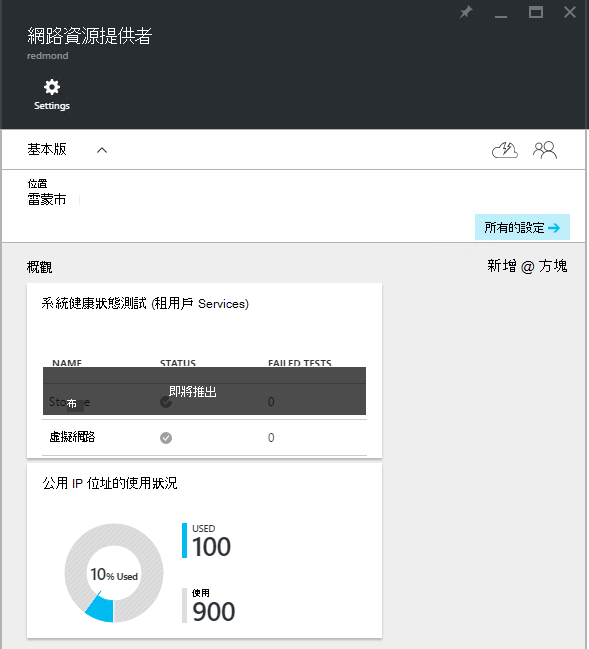 網路資源提供者
redmond
Settings
基本版
位置
雷蒙市
所有的設定
概觀
新增 @ 方塊
系統健康狀態測試 (租用戶 Services)
NAME STATUS FAILED TESTS
即將推出
布 0
虛擬網路 0
公用 IP 位址的使用狀況
10% Used
USED
100
使用
900